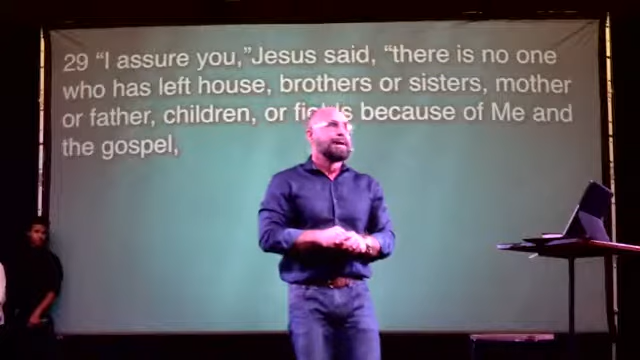 29 “I assure you,”Jesus said, “there is no one
who has left house, brothers or sisters, mother
or father, children, or fields because of Me and
the gospel,